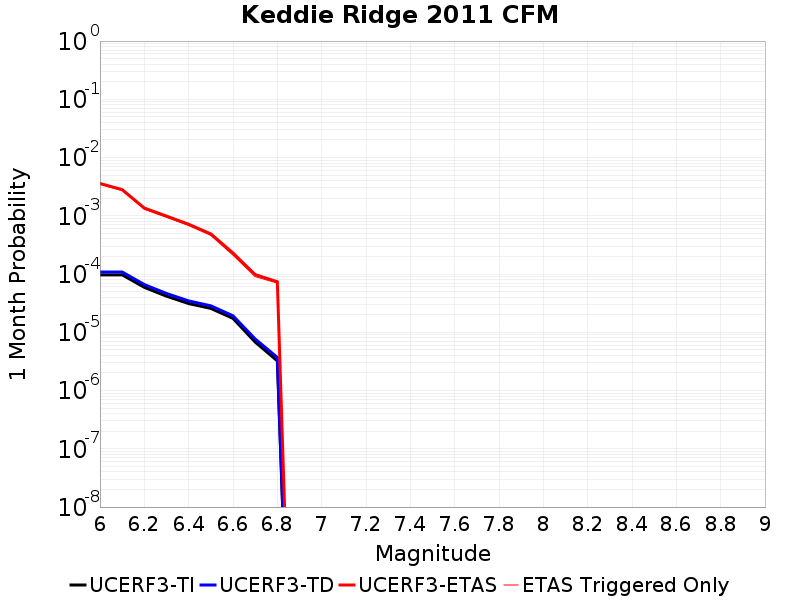 Keddie Ridge 2011 CFM
10^0
10^-1
10^-2
10^-3
10^-4
10^-5
10^-6
10^-7
10^-8
1 Month Probability
6 6.2 6.4 6.6 6.8 7 7.2 7.4 7.6 7.8 8 8.2 8.4 8.6 8.8 9
Magnitude
UCERF3-TI UCERF3-TD UCERF3-ETAS ETAS Triggered Only